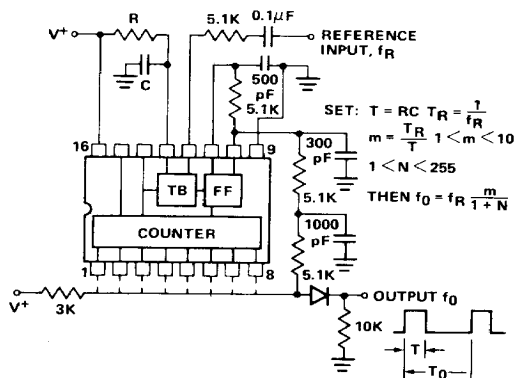 R
5.1K
0.1μF
V+
REFERENCE
INPUT, fR
C
500
pF
5.1K
SET: T = RC TR = 1/fR
m = TR/T 1 < m < 10
1 < N < 255
THEN f0 = fR m/1 + N
16
9
300
pF
TB
FF
5.1K
COUNTER
1000
pF
1
8
5.1K
V+
3K
OUTPUT f0
10K
T
T0